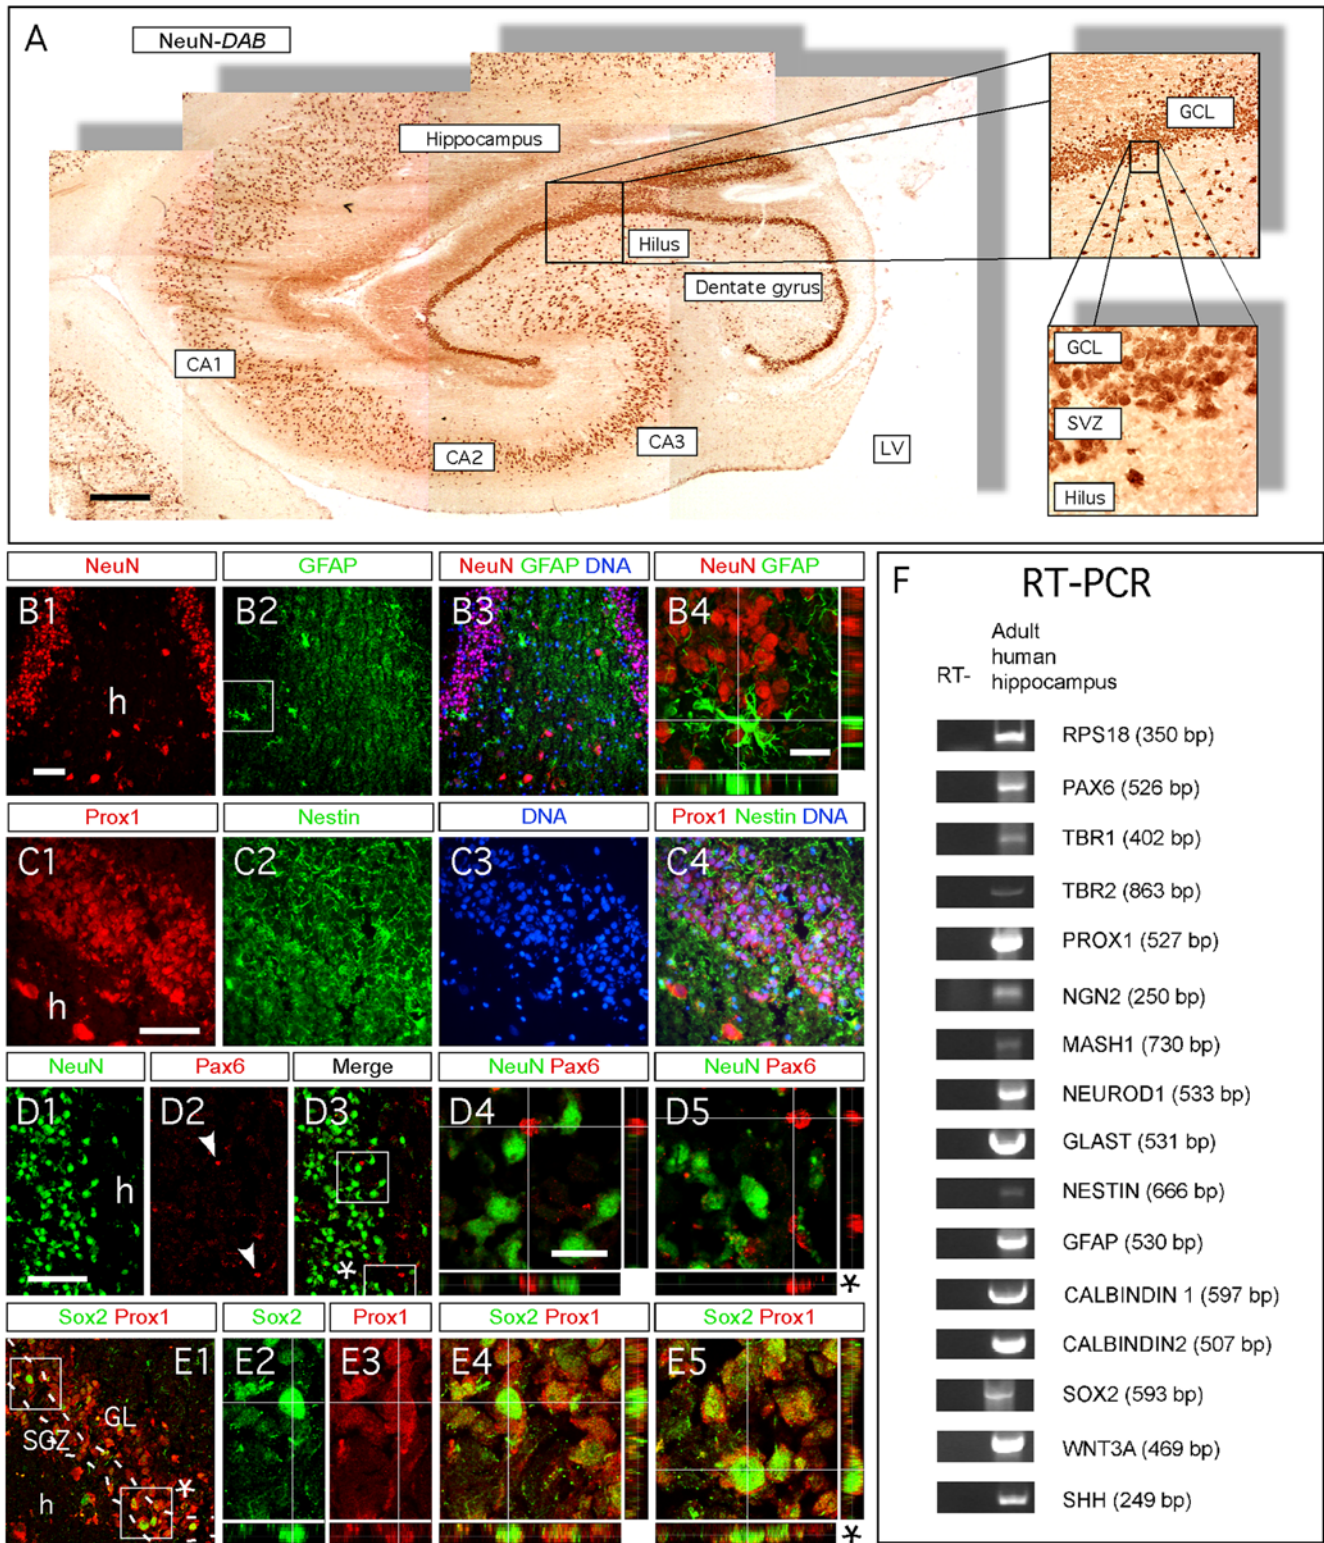 A
NeuN-DAB
Hippocampus
Hilus
Dentate gyrus
CA1
CA2
CA3
LV
GCL
GCL
SVZ
Hilus
NeuN
GFAP
NeuN GFAP DNA
NeuN GFAP
B1
h
B2
B3
B4
Prox1
Nestin
DNA
Prox1 Nestin DNA
C1
h
C2
C3
C4
NeuN
Pax6
Merge
NeuN Pax6
NeuN Pax6
D1
h
D2
D3
*
D4
D5
*
Sox2 Prox1
Sox2
Prox1
Sox2 Prox1
Sox2 Prox1
E1
GL
SGZ
h
*
E2
E3
E4
E5
*
F
RT-PCR
RT-
Adult
human
hippocampus
RPS18 (350 bp)
PAX6 (526 bp)
TBR1 (402 bp)
TBR2 (863 bp)
PROX1 (527 bp)
NGN2 (250 bp)
MASH1 (730 bp)
NEUROD1 (533 bp)
GLAST (531 bp)
NESTIN (666 bp)
GFAP (530 bp)
CALBINDIN 1 (597 bp)
CALBINDIN2 (507 bp)
SOX2 (593 bp)
WNT3A (469 bp)
SHH (249 bp)